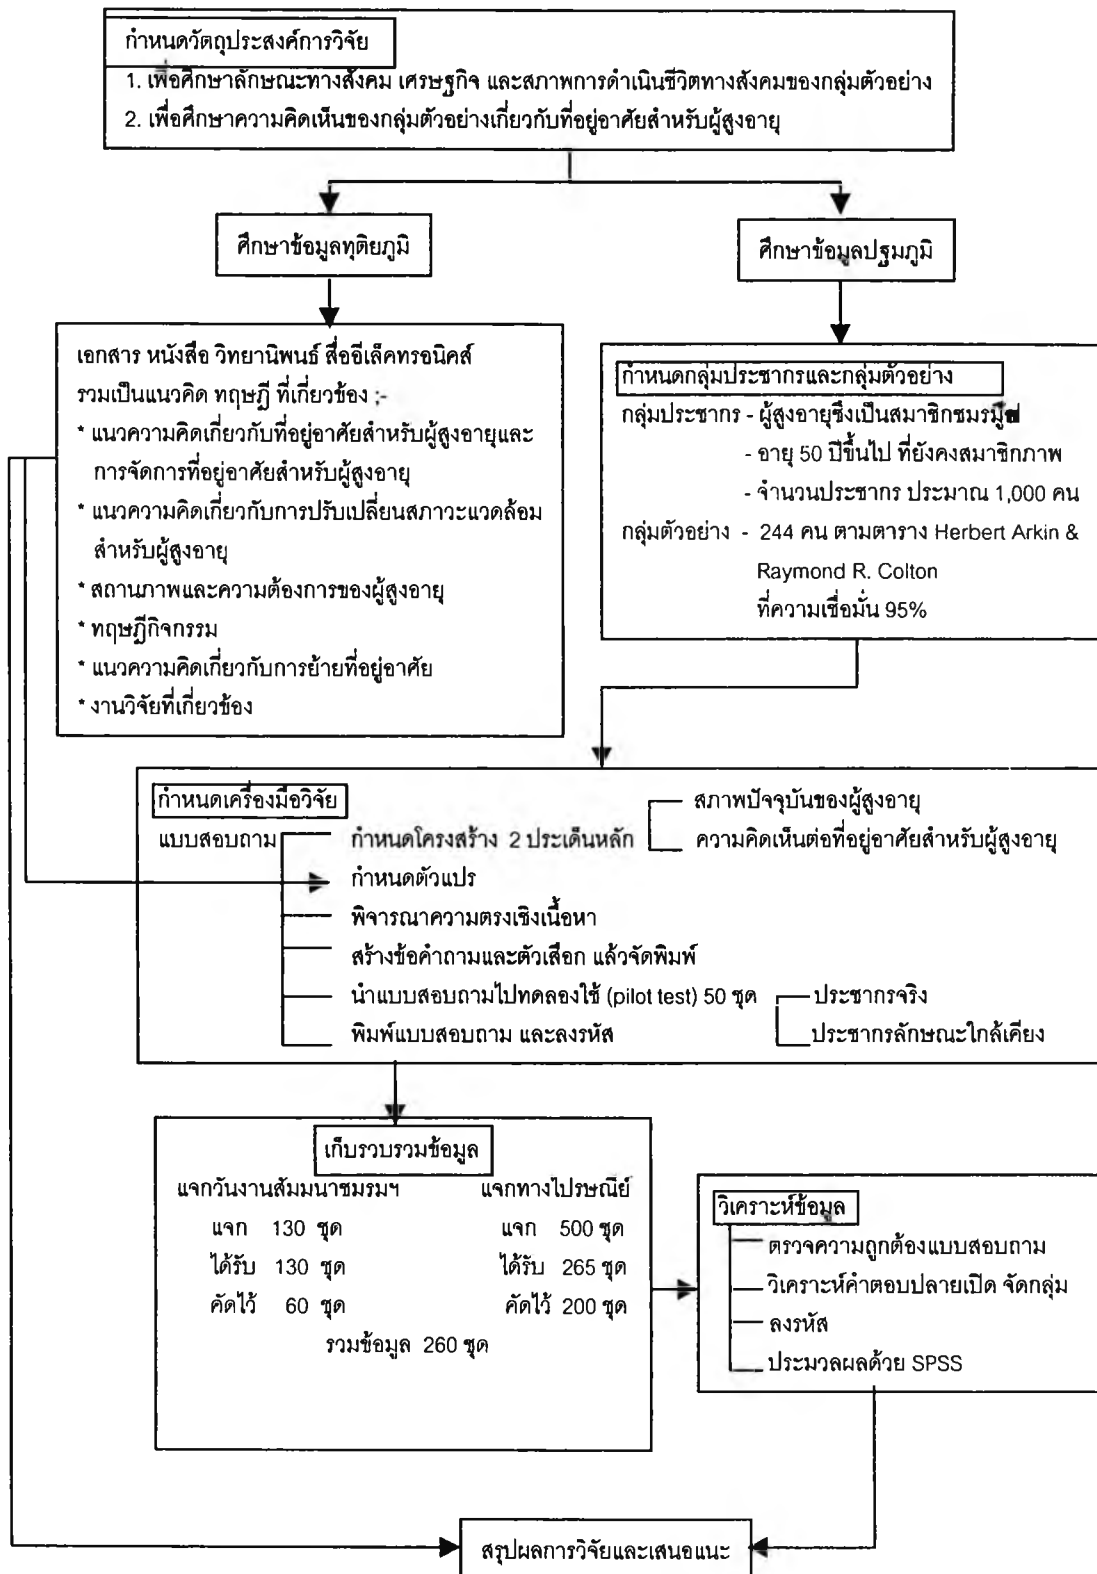 กำหนดวัตถุประสงค์การวิจัย
1. เพื่อศึกษาลักษณะทางสังคม เศรษฐกิจ และสภาพการดำเนินชีวิตทางสังคมของกลุ่มตัวอย่าง
2. เพื่อศึกษาความคิดเห็นของกลุ่มตัวอย่างเกี่ยวกับที่อยู่อาศัยสำหรับผู้สูงอายุ
ศึกษาข้อมูลทุติยภูมิ
ศึกษาข้อมูลปฐมภูมิ
เอกสาร หนังสือ วิทยานิพนธ์ สื่ออีเล็คทรอนิคส์
รวมเป็นแนวคิด ทฤษฎี ที่เกี่ยวข้อง ;-
* แนวความคิดเกี่ยวกับที่อยู่อาศัยสำหรับผู้สูงอายุและ
การจัดการที่อยู่อาศัยสำหรับผู้สูงอายุ
* แนวความคิดเกี่ยวกับการปรับเปลี่ยนสภาวะแวดล้อม
สำหรับผู้สูงอายุ
* สถานภาพและความต้องการของผู้สูงอายุ
* ทฤษฎีกิจกรรม
* แนวความคิดเกี่ยวกับการย้ายที่อยู่อาศัย
* งานวิจัยที่เกี่ยวข้อง
กำหนดกลุ่มประชากรและกลุ่มตัวอย่าง
กลุ่มประชากร - ผู้สูงอายุซึ่งเป็นสมาชิกชมรม
- อายุ 50 ปีขึ้นไป ที่ยังคงสมาชิกภาพ
- จำนวนประชากร ประมาณ 1,000 คน
กลุ่มตัวอย่าง - 244 คน ตามตาราง Herbert Arkin &
Raymond R. Colton
ที่ความเชื่อมั่น 95%
กำหนดเครื่องมือวิจัย
แบบสอบถาม
กำหนดโครงสร้าง 2 ประเด็นหลัก
สภาพปัจจุบันของผู้สูงอายุ
ความคิดเห็นต่อที่อยู่อาศัยสำหรับผู้สูงอายุ
กำหนดตัวแปร
พิจารณาความตรงเชิงเนื้อหา
สร้างข้อคำถามและตัวเลือก แล้วจัดพิมพ์
นำแบบสอบถามไปทดลองใช้ (pilot test) 50 ชุด
ประชากรจริง
พิมพ์แบบสอบถาม และลงรหัส
ประชากรลักษณะใกล้เคียง
เก็บรวบรวมข้อมูล
แจกวันงานสัมมนาชมรมฯ
แจก 130 ชุด
ได้รับ 130 ชุด
คัดไว้ 60 ชุด
แจกทางไปรษณีย์
แจก 500 ชุด
ได้รับ 265 ชุด
คัดไว้ 200 ชุด
รวมข้อมูล 260 ชุด
วิเคราะห์ข้อมูล
ตรวจความถูกต้องแบบสอบถาม
วิเคราะห์คำตอบปลายเปิด จัดกลุ่ม
ลงรหัส
ประมวลผลด้วย SPSS
สรุปผลการวิจัยและเสนอแนะ